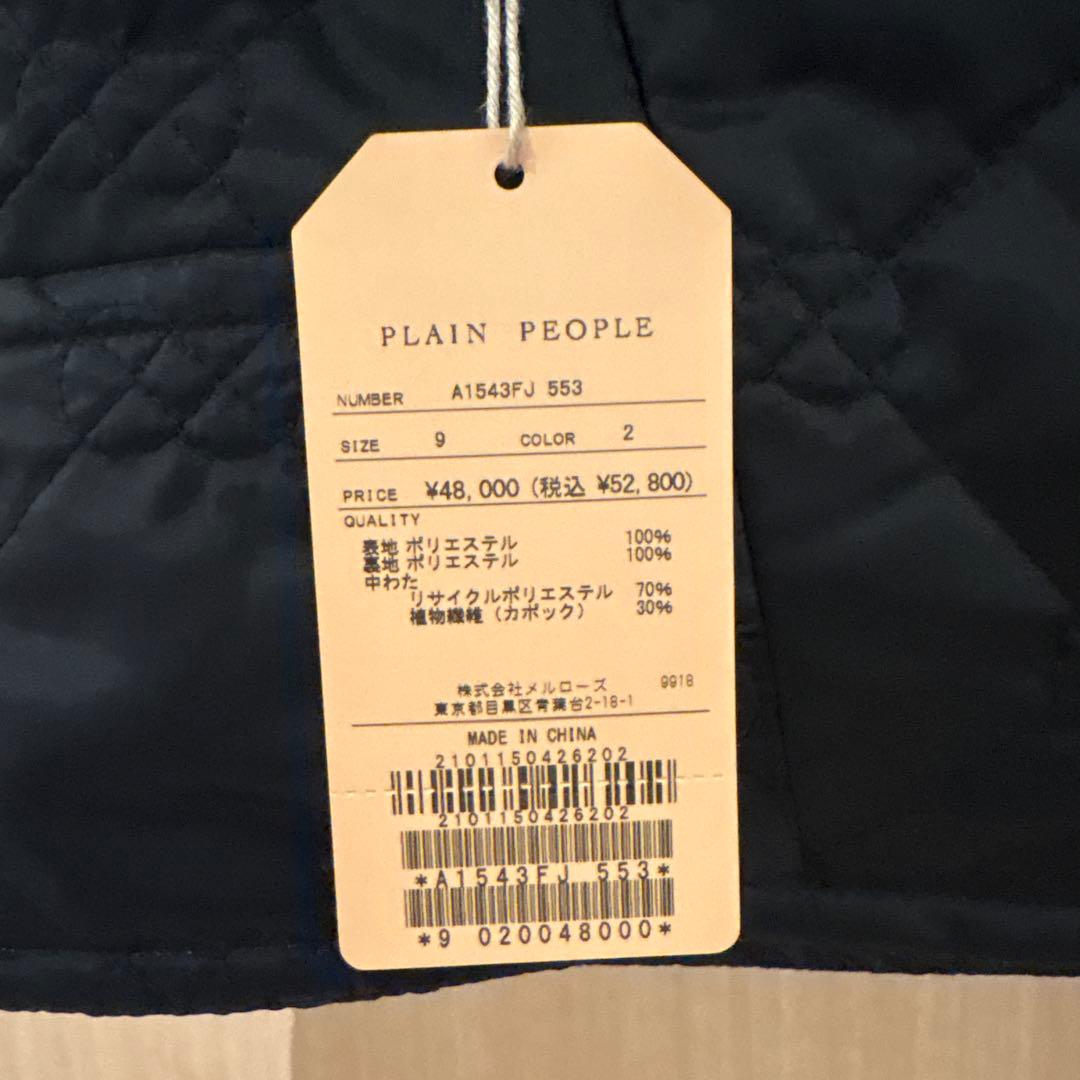 PLAIN PEOPLE
NUMBER A1543FJ 553
SIZE 9 COLOR 2
PRICE ¥48,000 (税込 ¥52,800)
QUALITY
表地 ポリエステル 100%
裏地 ポリエステル 100%
中わた
リサイクルポリエステル 70%
植物繊維（カポック） 30%
株式会社メルローズ 9918
東京都目黒区青葉台2-18-1
MADE IN CHINA
2101150426202
2101150426202
*A1543FJ 553*
*9 020048000*